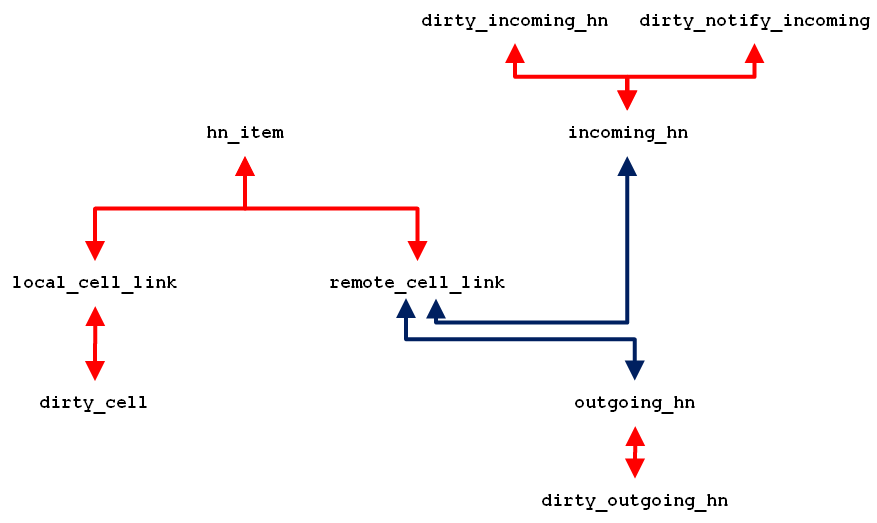 dirty_incoming_hn dirty_notify_incoming
hn_item incoming_hn
local_cell_link remote_cell_link
dirty_cell outgoing_hn
dirty_outgoing_hn